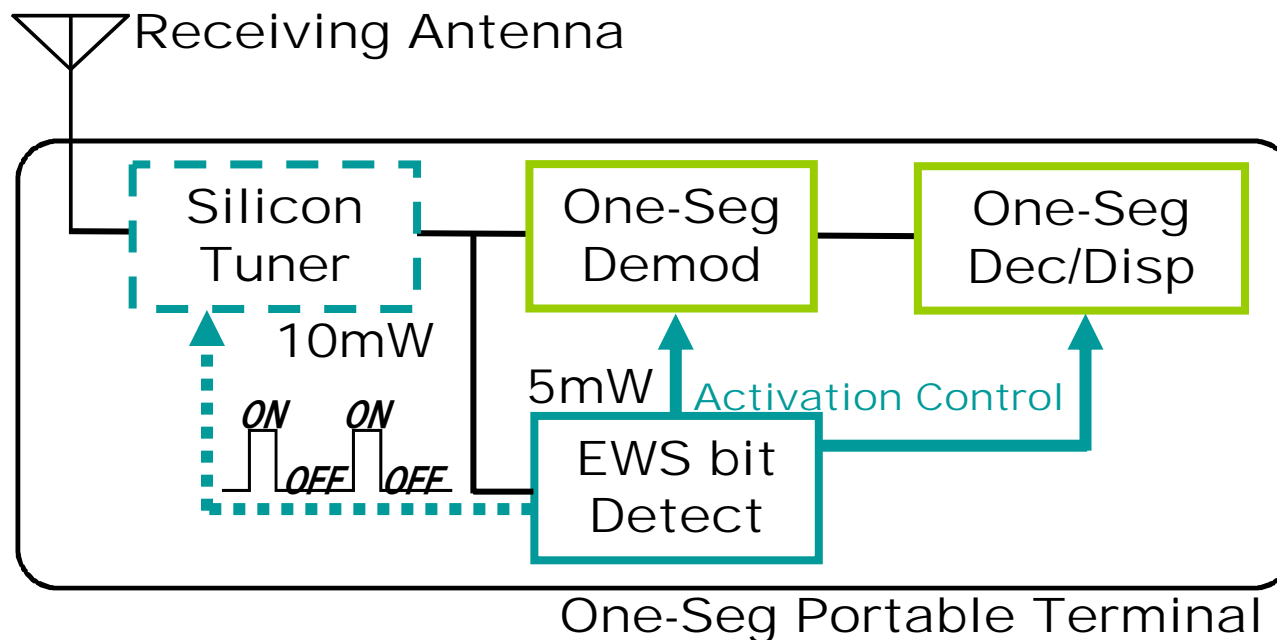 Receiving Antenna
Silicon
Tuner
One-Seg
Demod
One-Seg
Dec/Disp
10mW
5mW
Activation Control
ON
ON
OFF
OFF
EWS bit
Detect
One-Seg Portable Terminal